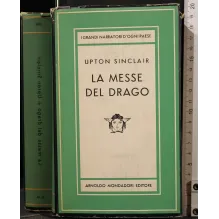 I GRANDI NARRATORI D'OGNI PAESE
UPTON SINCLAIR
LA MESSE
DEL DRAGO
ARNOLDO MONDADORI EDITORE